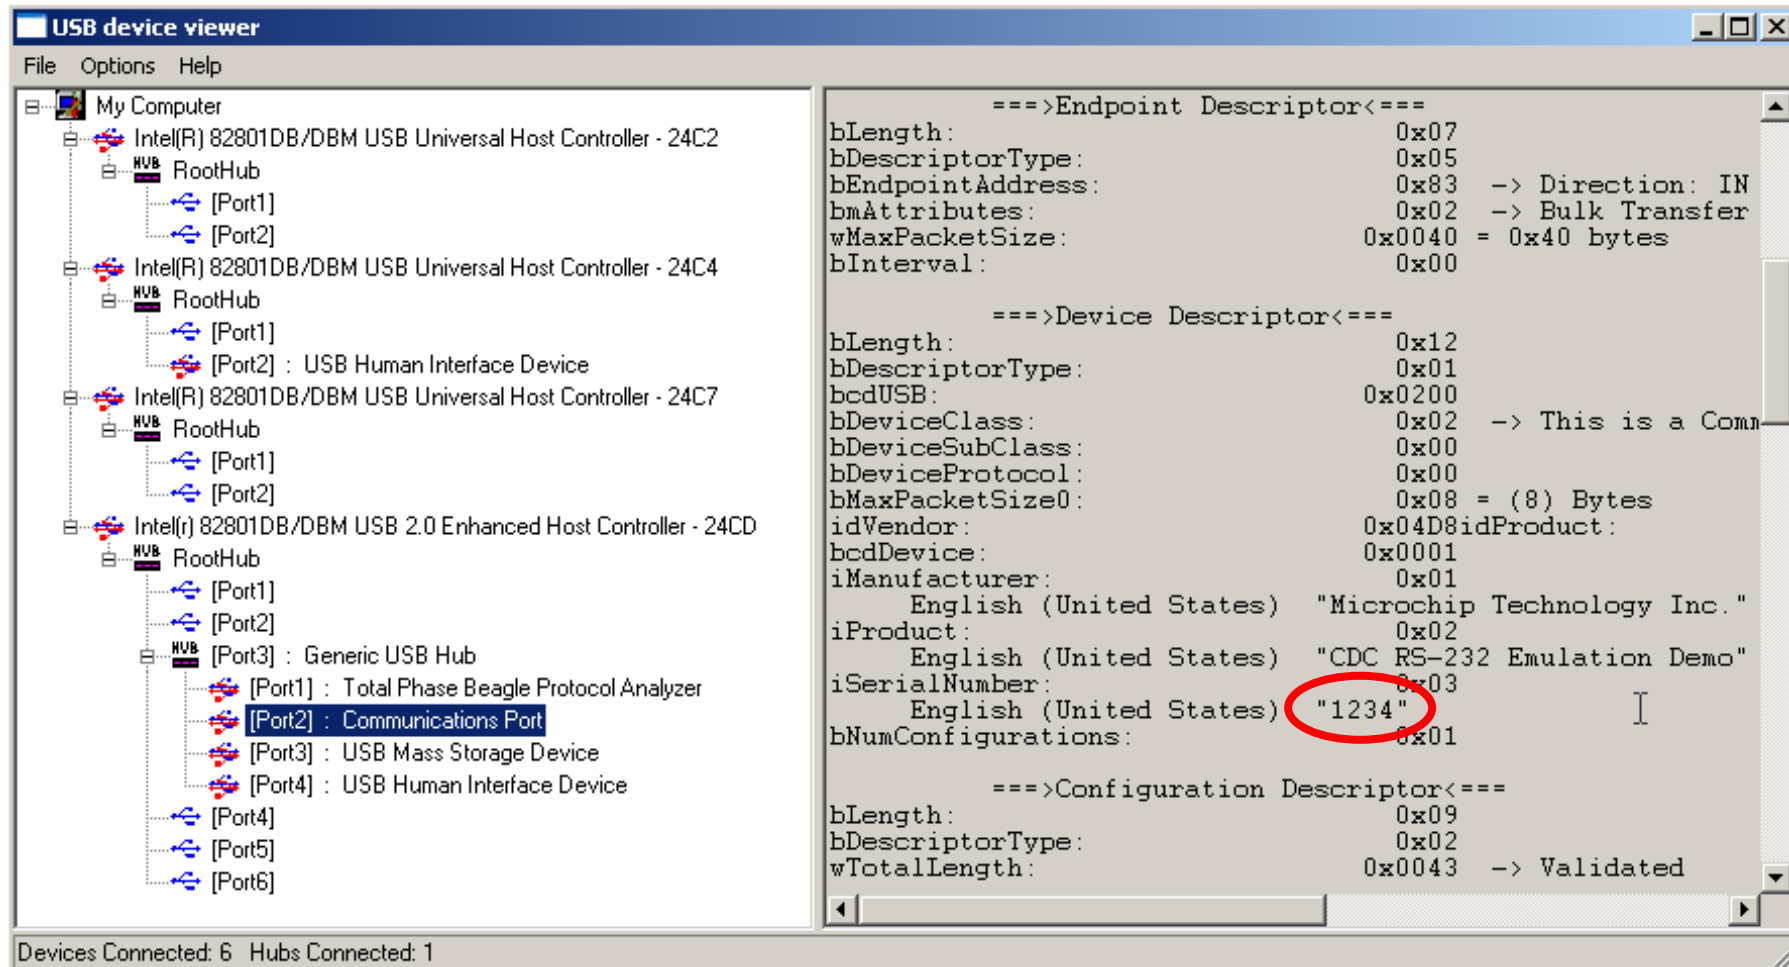 USB device viewer
File Options Help
My Computer
Intel(R) 82801DB/DBM USB Universal Host Controller - 24C2
HUB RootHub
[Port1]
[Port2]
Intel(R) 82801DB/DBM USB Universal Host Controller - 24C4
HUB RootHub
[Port1]
[Port2] : USB Human Interface Device
Intel(R) 82801DB/DBM USB Universal Host Controller - 24C7
HUB RootHub
[Port1]
[Port2]
Intel(r) 82801DB/DBM USB 2.0 Enhanced Host Controller - 24CD
HUB RootHub
[Port1]
[Port2]
HUB [Port3] : Generic USB Hub
[Port1] : Total Phase Beagle Protocol Analyzer
[Port2] : Communications Port
[Port3] : USB Mass Storage Device
[Port4] : USB Human Interface Device
[Port4]
[Port5]
[Port6]
===>Endpoint Descriptor<===
bLength: 0x07
bDescriptorType: 0x05
bEndpointAddress: 0x83 -> Direction: IN
bmAttributes: 0x02 -> Bulk Transfer
wMaxPacketSize: 0x0040 = 0x40 bytes
bInterval: 0x00
===>Device Descriptor<===
bLength: 0x12
bDescriptorType: 0x01
bcdUSB: 0x0200
bDeviceClass: 0x02 -> This is a Comm
bDeviceSubClass: 0x00
bDeviceProtocol: 0x00
bMaxPacketSize0: 0x08 = (8) Bytes
idVendor: 0x04D8idProduct:
bcdDevice: 0x0001
iManufacturer: 0x01
English (United States) "Microchip Technology Inc."
iProduct: 0x02
English (United States) "CDC RS-232 Emulation Demo"
iSerialNumber: 0x03
English (United States) "1234"
bNumConfigurations: 0x01
===>Configuration Descriptor<===
bLength: 0x09
bDescriptorType: 0x02
wTotalLength: 0x0043 -> Validated
Devices Connected: 6 Hubs Connected: 1